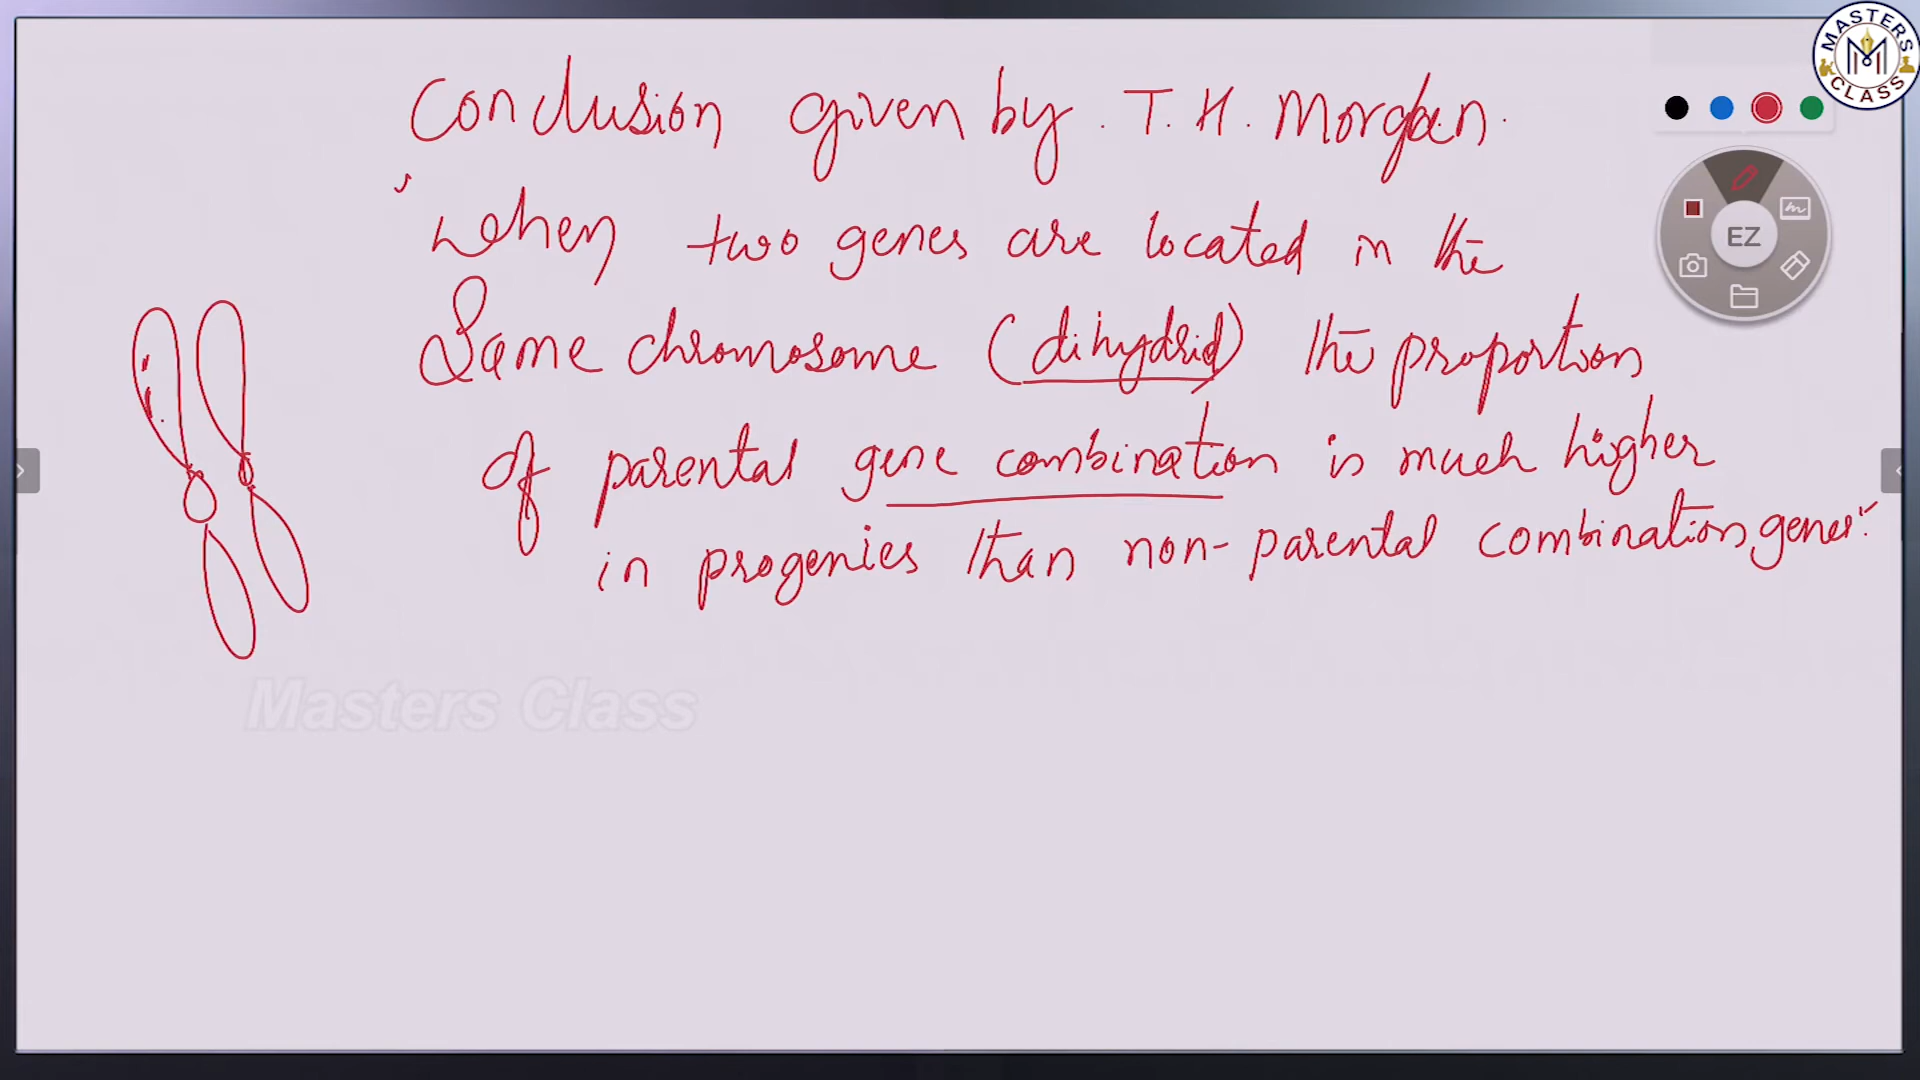 Conclusion given by T. H. Morgan.
"When two genes are located in the
Same chromosome (dihydrid) the proportion
of parental gene combination is much higher
in progenies than non-parental combination genes."
MASTERS CLASS
EZ
Masters Class